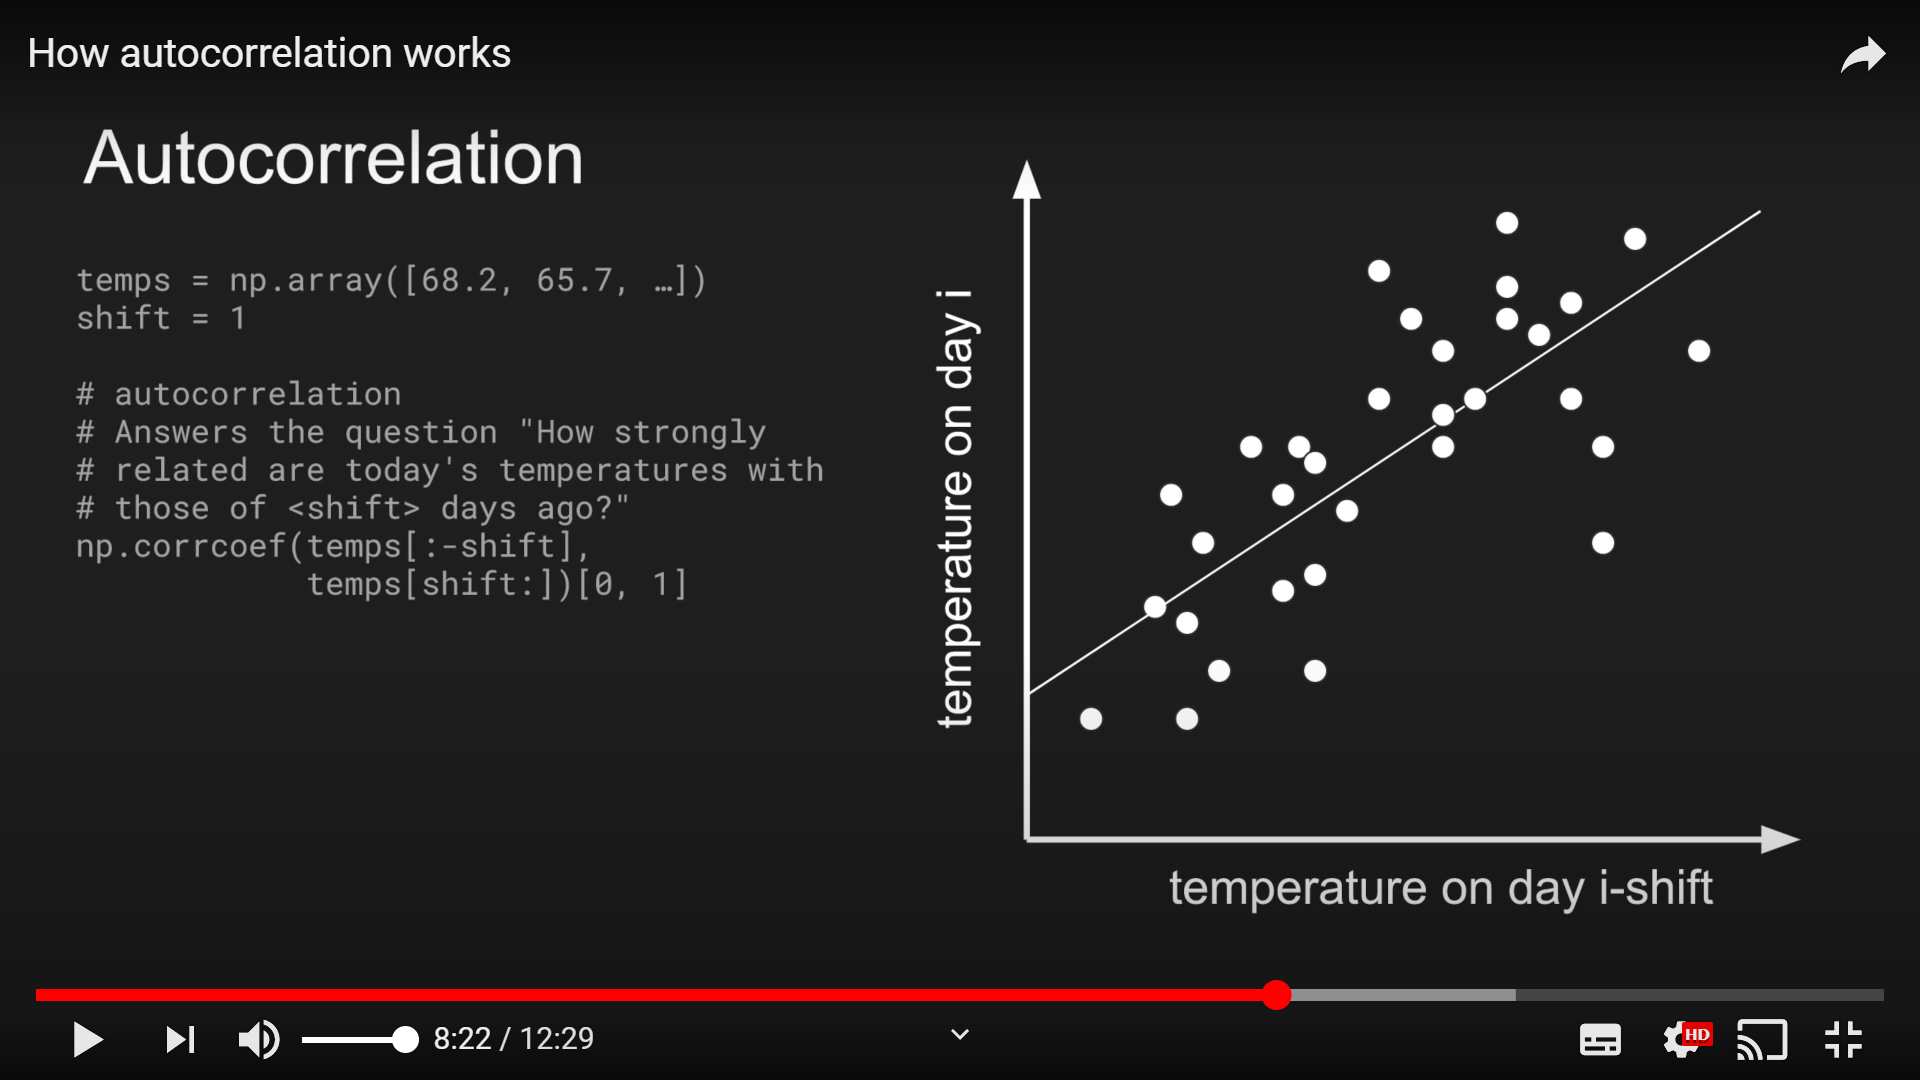 How autocorrelation works
Autocorrelation
temps = np.array([68.2, 65.7, …])
shift = 1
# autocorrelation
# Answers the question "How strongly
# related are today's temperatures with
# those of <shift> days ago?"
np.corrcoef(temps[:-shift],
temps[shift:])[0, 1]
temperature on day i
temperature on day i-shift
8:22 / 12:29
HD